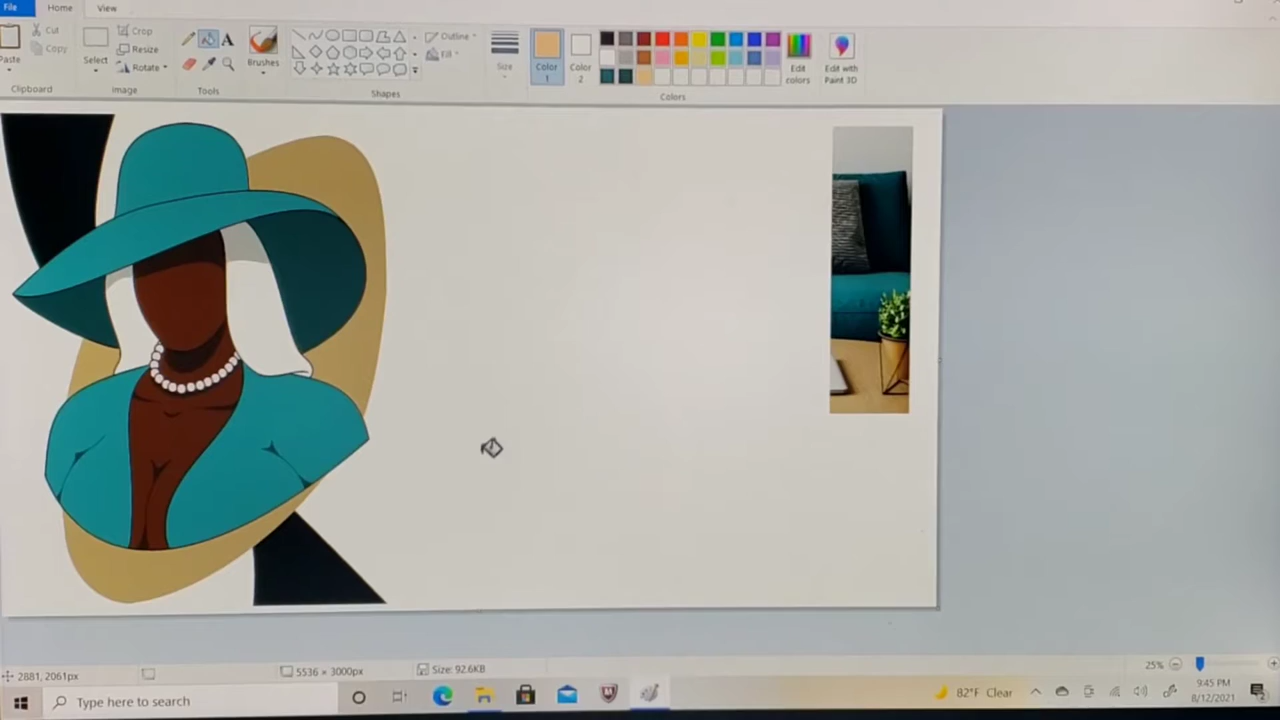 File Home View
Paste
Cut
Copy
Clipboard
Select
Crop
Resize
Rotate
Image
A
Tools
Brushes
Shapes
Outline
Fill
Size
Color 1
Color 2
Edit colors
Colors
Edit with Paint 3D
2881, 2061px
5536 × 3000px
Size: 92.6KB
25%
Type here to search
82°F Clear
9:45 PM
8/12/2021